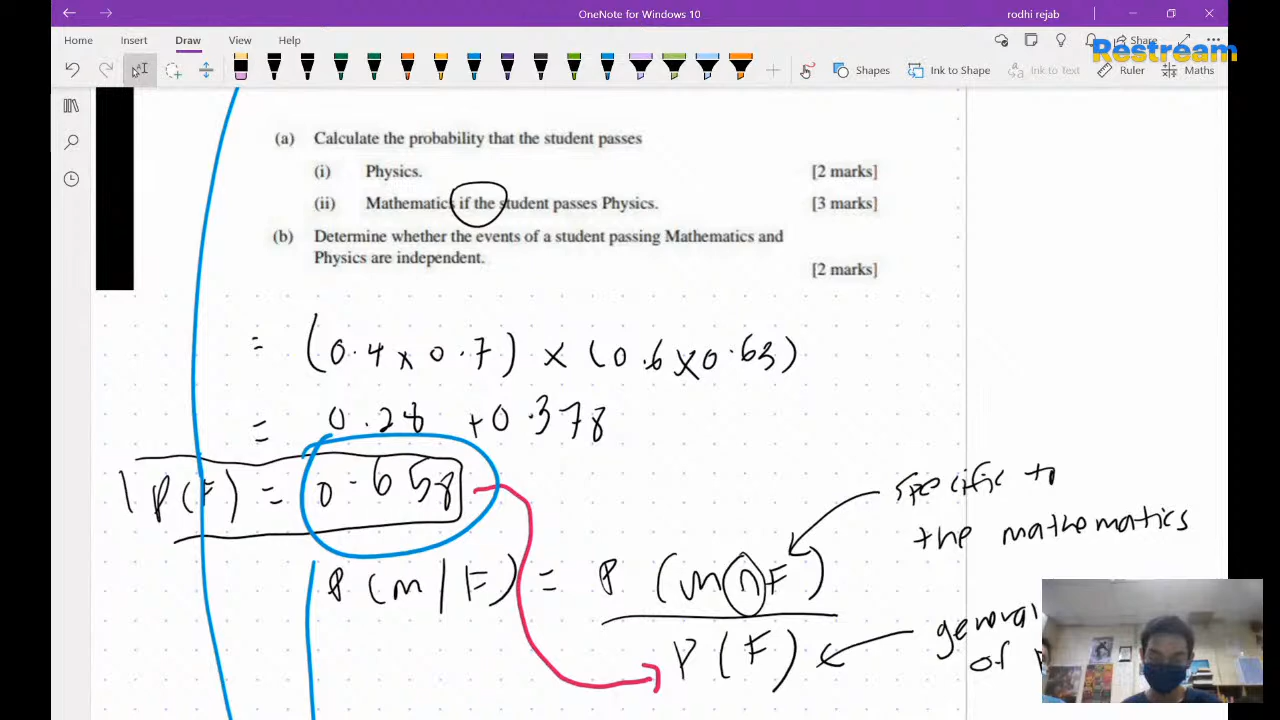 OneNote for Windows 10
rodhi rejab
Home Insert Draw View Help
Share
Restream
Shapes Ink to Shape Ink to Text Ruler Maths
(a) Calculate the probability that the student passes
(i) Physics. [2 marks]
(ii) Mathematics if the student passes Physics. [3 marks]
(b) Determine whether the events of a student passing Mathematics and
Physics are independent.
[2 marks]
= (0.4 x 0.7) x (0.6 x 0.63)
= 0.28 + 0.378
P(F) = 0.658
specific to
the mathematics
P(m|F) = P(m∩F)
P(F)
general
of